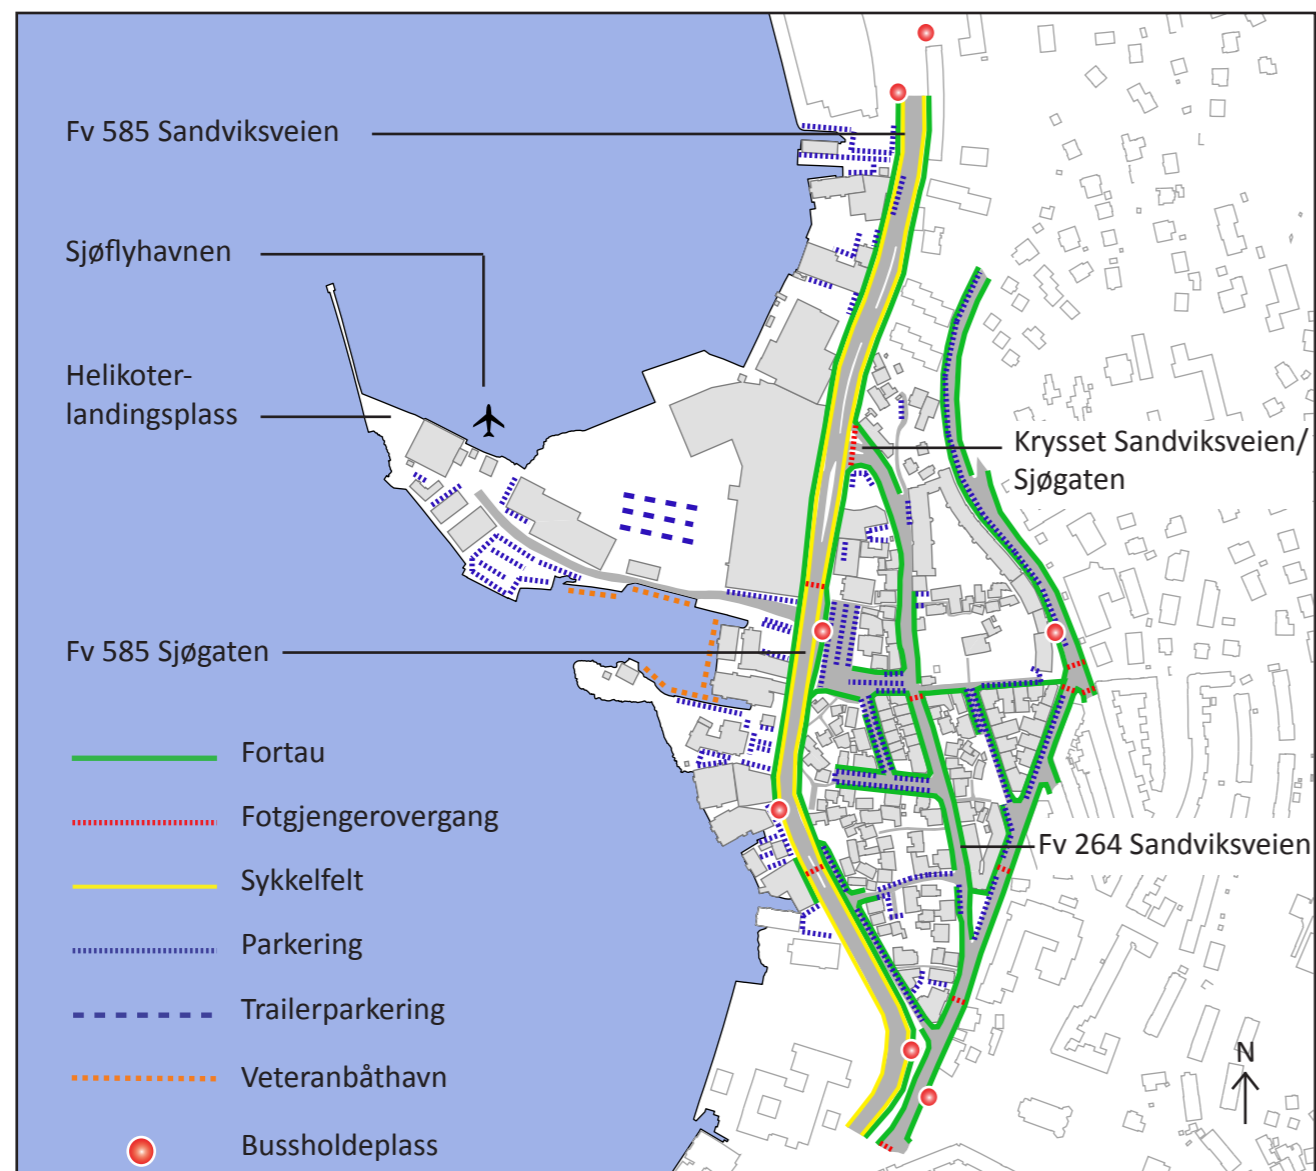 Fv 585 Sandviksveien
Sjøflyhavnen
Helikoter-
landingsplass
Krysset Sandviksveien/
Sjøgaten
Fv 585 Sjøgaten
Fv 264 Sandviksveien
Fortau
Fotgjengerovergang
Sykkelfelt
Parkering
Trailerparkering
Veteranbåthavn
Bussholdeplass
N